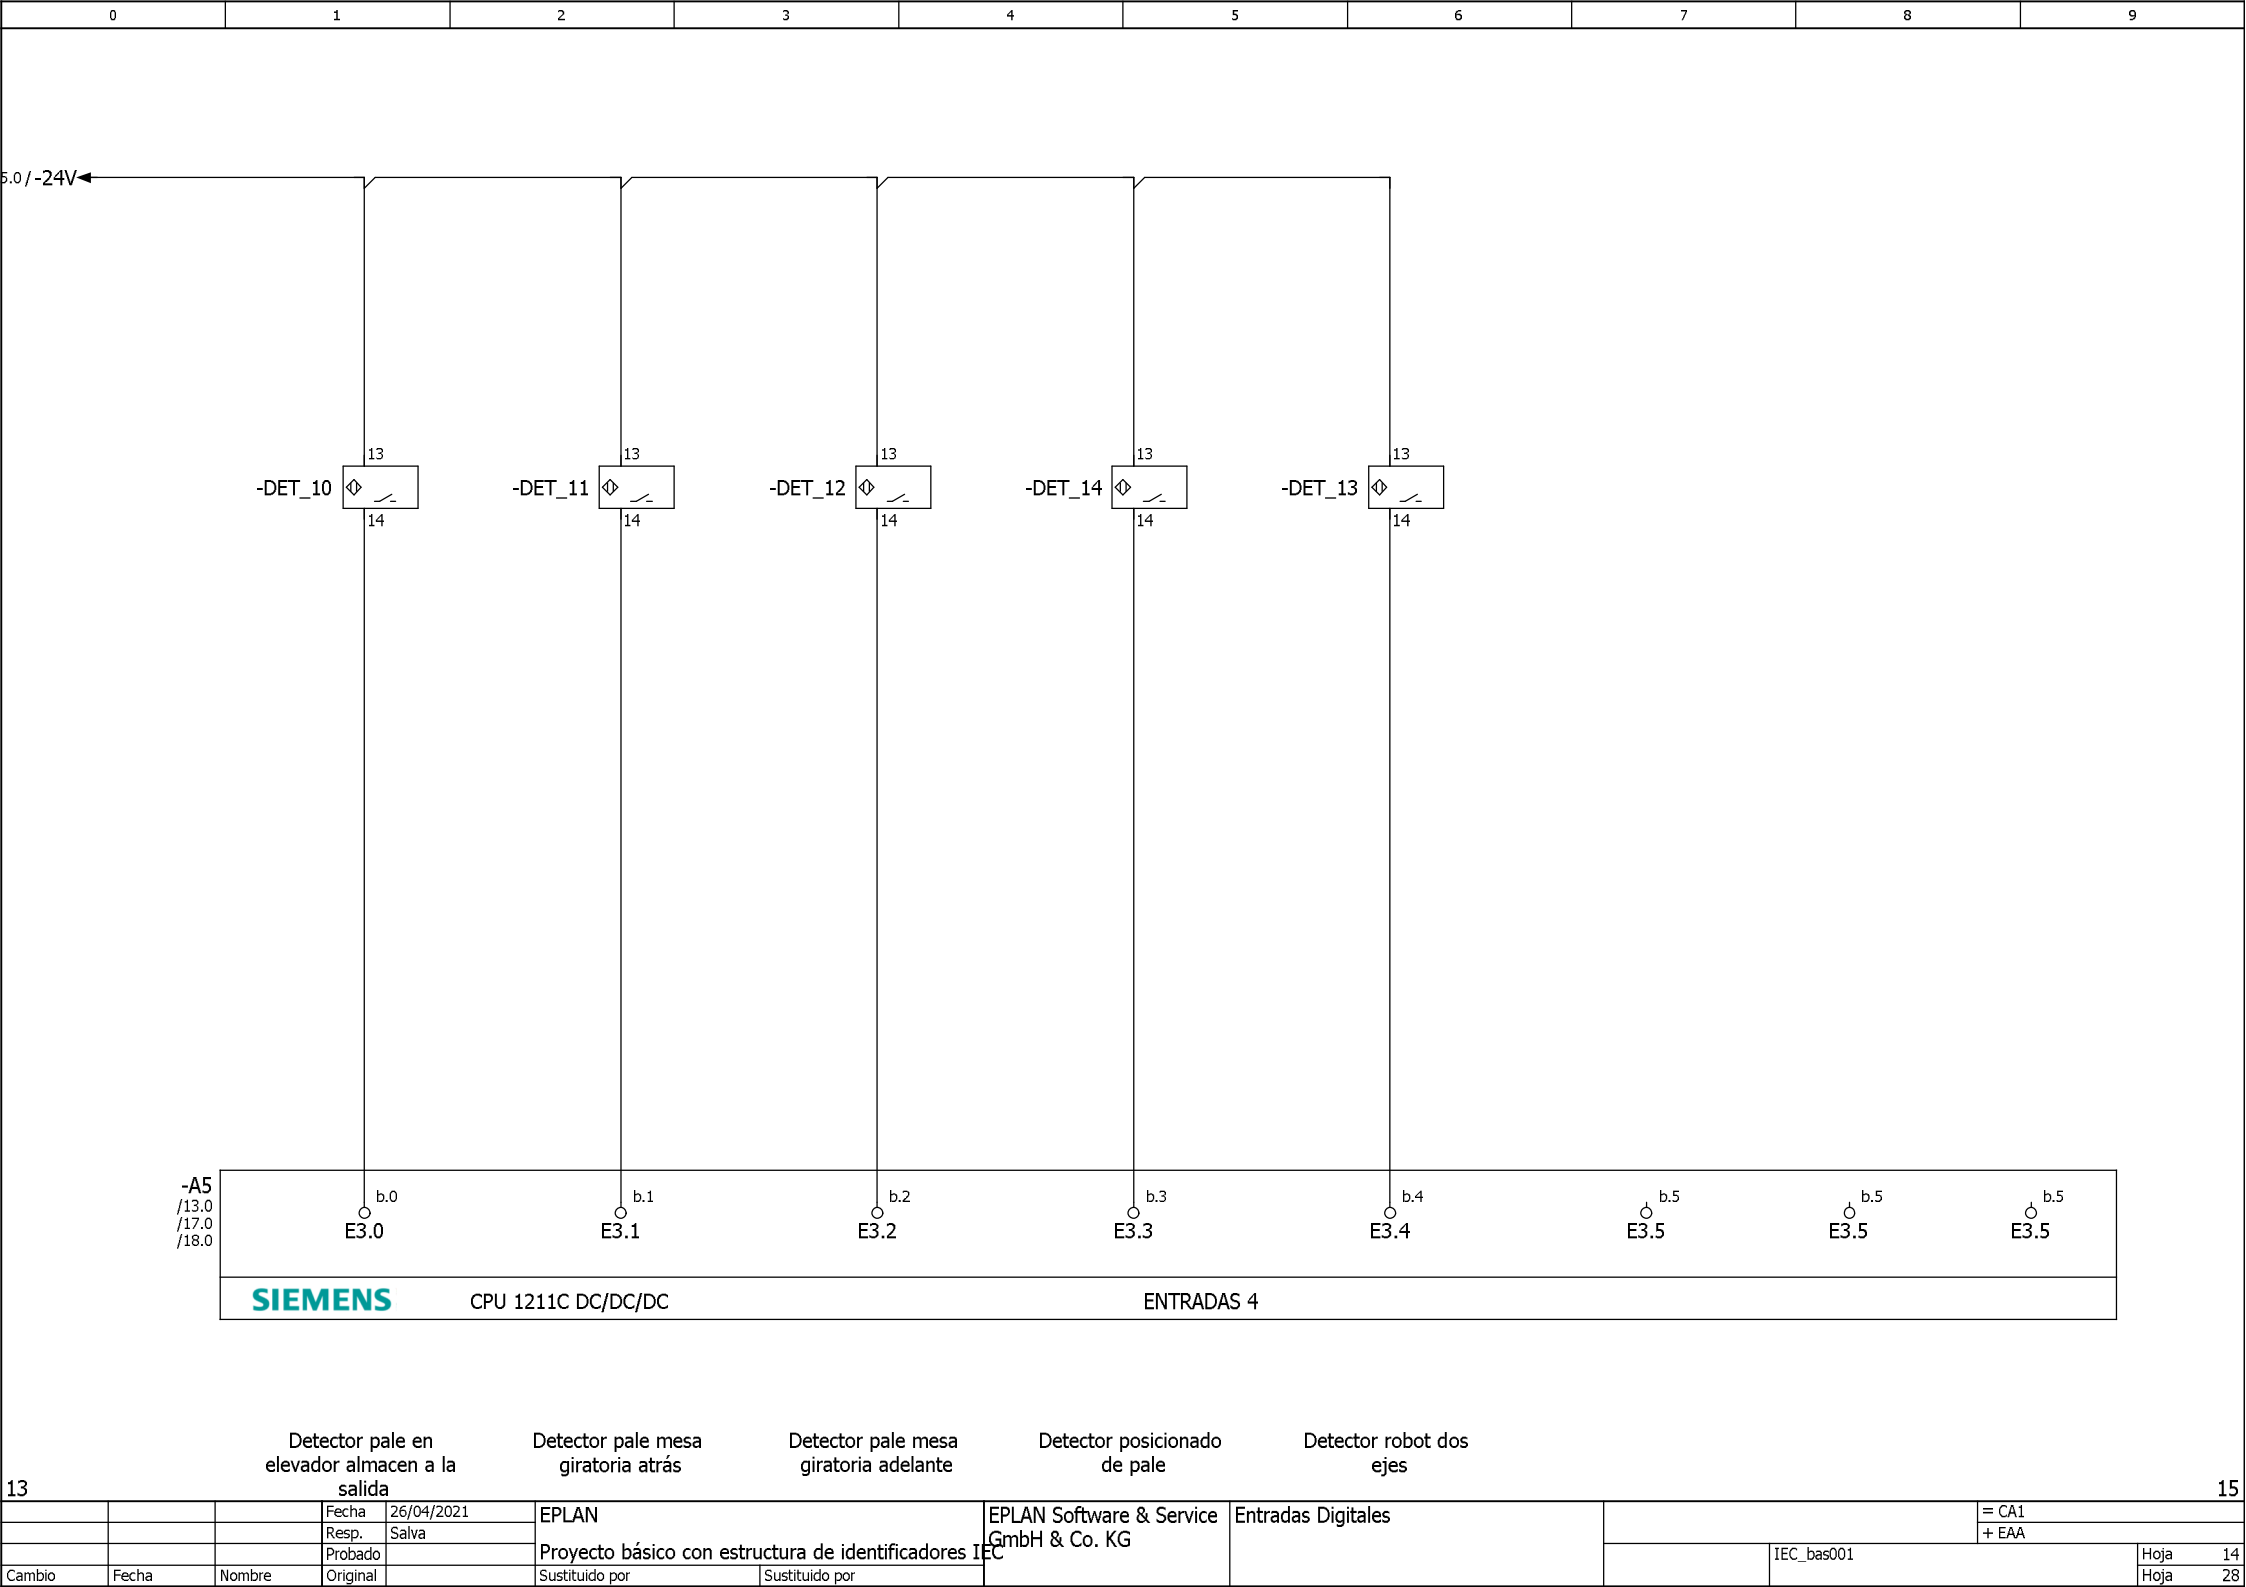 0 1 2 3 4 5 6 7 8 9
5.0 / -24V
13 13 13 13 13
-DET_10 -DET_11 -DET_12 -DET_14 -DET_13
14 14 14 14 14
-A5
/13.0
/17.0
/18.0
b.0 b.1 b.2 b.3 b.4 b.5 b.5 b.5
E3.0 E3.1 E3.2 E3.3 E3.4 E3.5 E3.5 E3.5
SIEMENS CPU 1211C DC/DC/DC ENTRADAS 4
Detector pale en
elevador almacen a la
salida
Detector pale mesa
giratoria atrás
Detector pale mesa
giratoria adelante
Detector posicionado
de pale
Detector robot dos
ejes
13
15
Fecha 26/04/2021
Resp. Salva
Probado
Cambio Fecha Nombre Original
EPLAN
Proyecto básico con estructura de identificadores IEC
Sustituido por Sustituido por
EPLAN Software & Service
GmbH & Co. KG
Entradas Digitales
= CA1
+ EAA
IEC_bas001
Hoja 14
Hoja 28